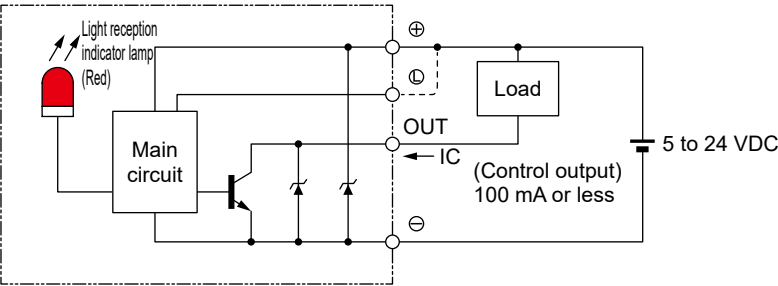 Light reception
indicator lamp
(Red)
⊕
Ⓛ
Load
OUT
IC
Main
circuit
(Control output)
100 mA or less
5 to 24 VDC
⊖